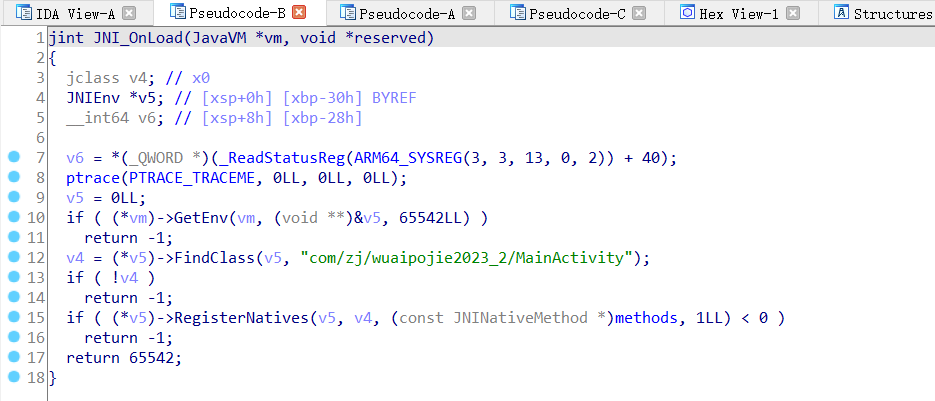 IDA View-A Pseudocode-B Pseudocode-A Pseudocode-C Hex View-1 Structures
1 jint JNI_OnLoad(JavaVM *vm, void *reserved)
2 {
3 jclass v4; // x0
4 JNIEnv *v5; // [xsp+0h] [xbp-30h] BYREF
5 __int64 v6; // [xsp+8h] [xbp-28h]
6
7 v6 = *(_QWORD *)(_ReadStatusReg(ARM64_SYSREG(3, 3, 13, 0, 2)) + 40);
8 ptrace(PTRACE_TRACEME, 0LL, 0LL, 0LL);
9 v5 = 0LL;
10 if ( (*vm)->GetEnv(vm, (void **)&v5, 65542LL) )
11 return -1;
12 v4 = (*v5)->FindClass(v5, "com/zj/wuaipojie2023_2/MainActivity");
13 if ( !v4 )
14 return -1;
15 if ( (*v5)->RegisterNatives(v5, v4, (const JNINativeMethod *)methods, 1LL) < 0 )
16 return -1;
17 return 65542;
18 }